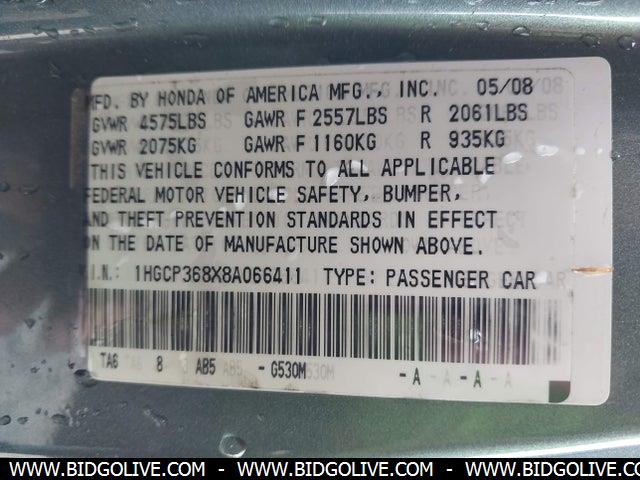 MFD. BY HONDA OF AMERICA MFG., INC. 05/08
GVWR 4575LBS GAWR F 2557LBS R 2061LBS
GVWR 2075KG GAWR F 1160KG R 935KG
THIS VEHICLE CONFORMS TO ALL APPLICABLE
FEDERAL MOTOR VEHICLE SAFETY, BUMPER,
AND THEFT PREVENTION STANDARDS IN EFFECT
ON THE DATE OF MANUFACTURE SHOWN ABOVE.
V.I.N.: 1HGCP368X8A066411 TYPE: PASSENGER CAR
TA6 8 AB5 - G530M - A - A -
WWW.BIDGOLIVE.COM - WWW.BIDGOLIVE.COM - WWW.BIDGOLIVE.COM